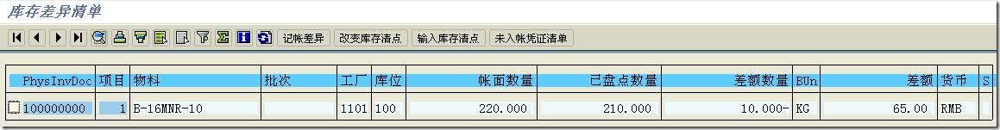 库存差异清单
记帐差异 改变库存清点 输入库存清点 未入帐凭证清单
PhysInvDoc 项目 物料 批次 工厂 库位 帐面数量 已盘点数量 差额数量 BUn 差额 货币 S
100000000 1 B-16MNR-10 1101 100 220.000 210.000 10.000- KG 65.00 RMB